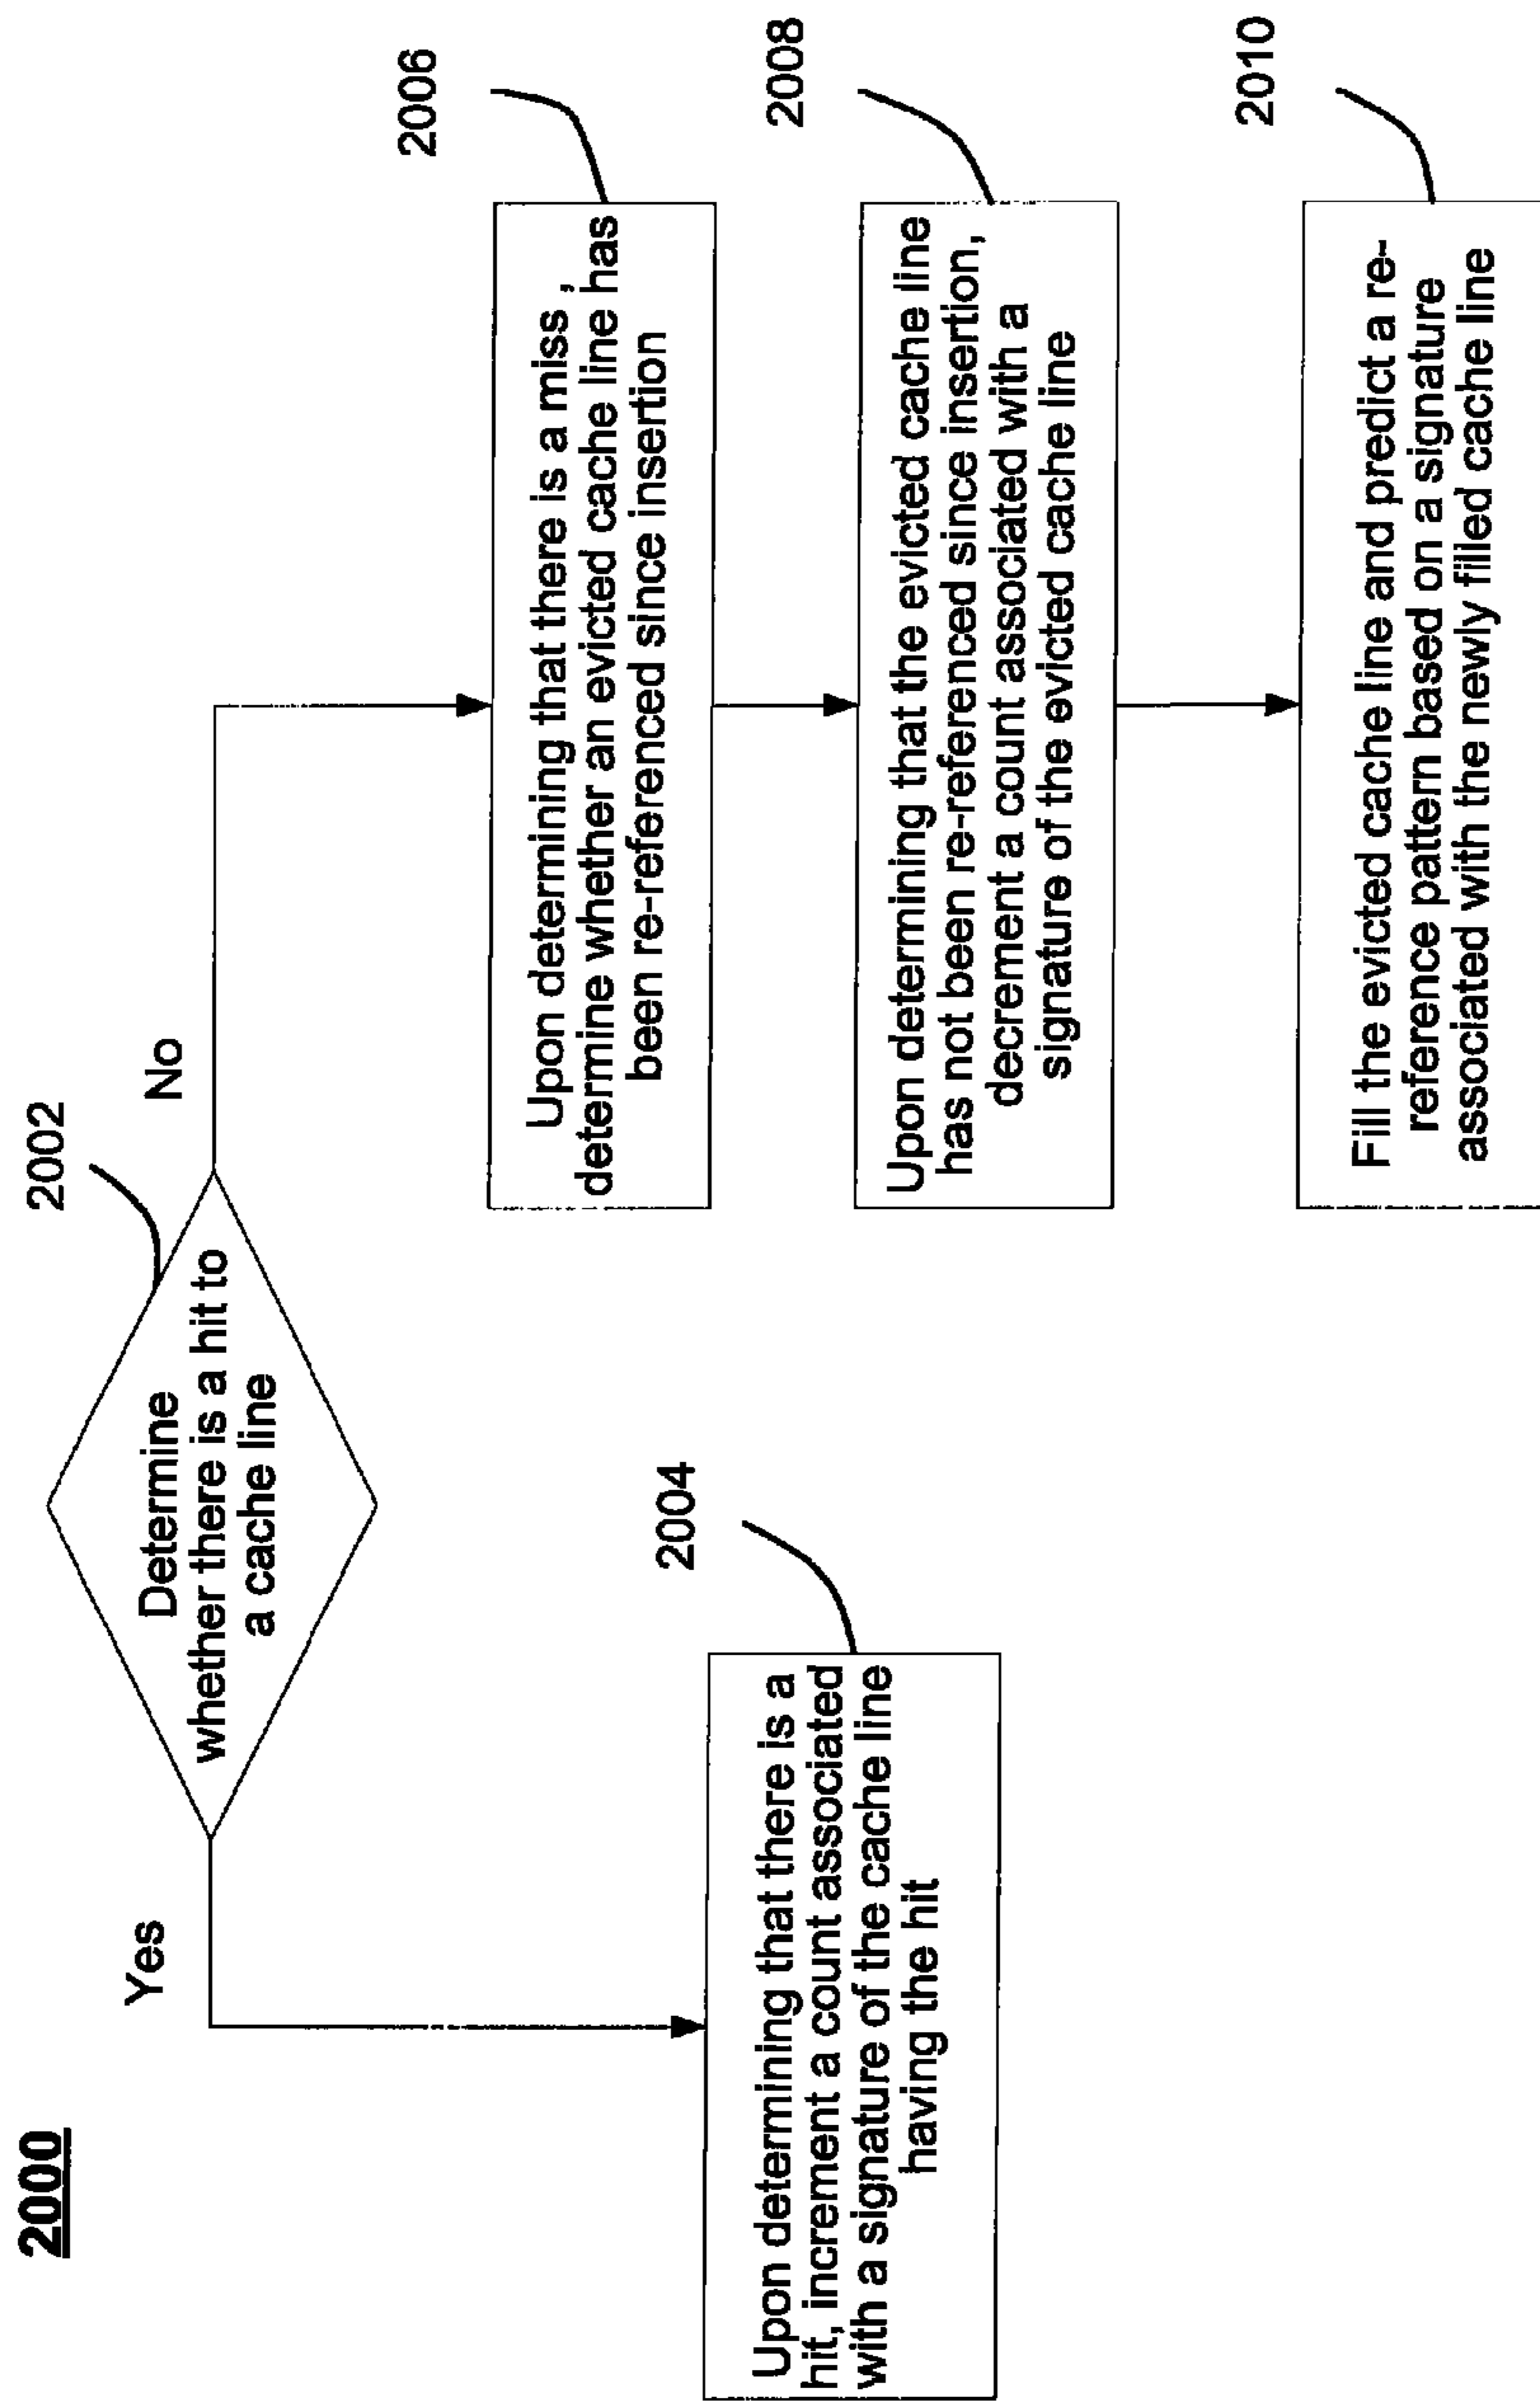 2000
2002
Determine
whether there is a hit to
a cache line
Yes
No
2004
Upon determining that there is a
hit, increment a count associated
with a signature of the cache line
having the hit
2006
Upon determining that there is a miss ,
determine whether an evicted cache line has
been re-referenced since insertion
2008
Upon determining that the evicted cache line
has not been re-referenced since insertion,
decrement a count associated with a
signature of the evicted cache line
2010
Fill the evicted cache line and predict a re-
reference pattern based on a signature
associated with the newly filled cache line